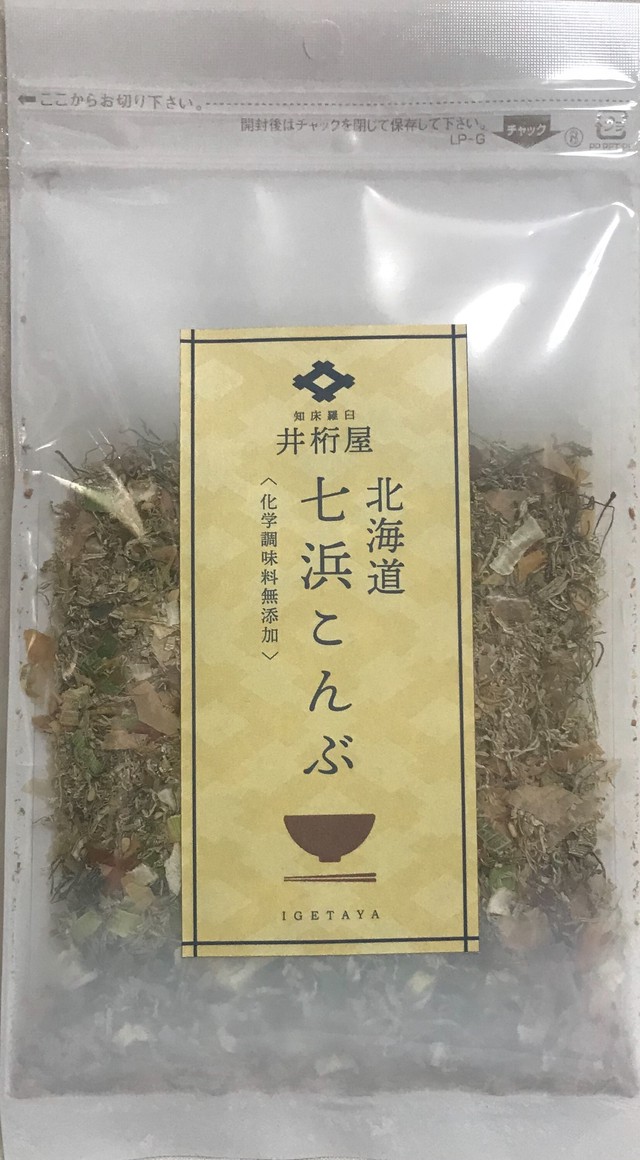 ここからお切り下さい。
開封後はチャックを閉じて保存して下さい。
LP-G
チャック
R
DO NOT EAT
知床羅臼
井桁屋
北海道
七浜こんぶ
〈化学調味料無添加〉
IGETAYA